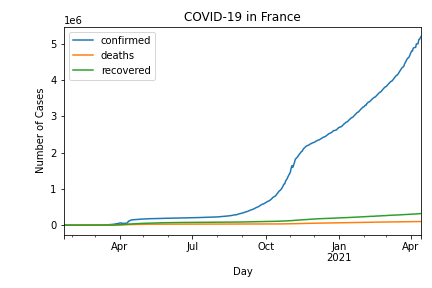 COVID-19 in France
1e6
confirmed
deaths
recovered
5
4
3
2
1
0
Number of Cases
Apr
Jul
Oct
Jan
2021
Apr
Day